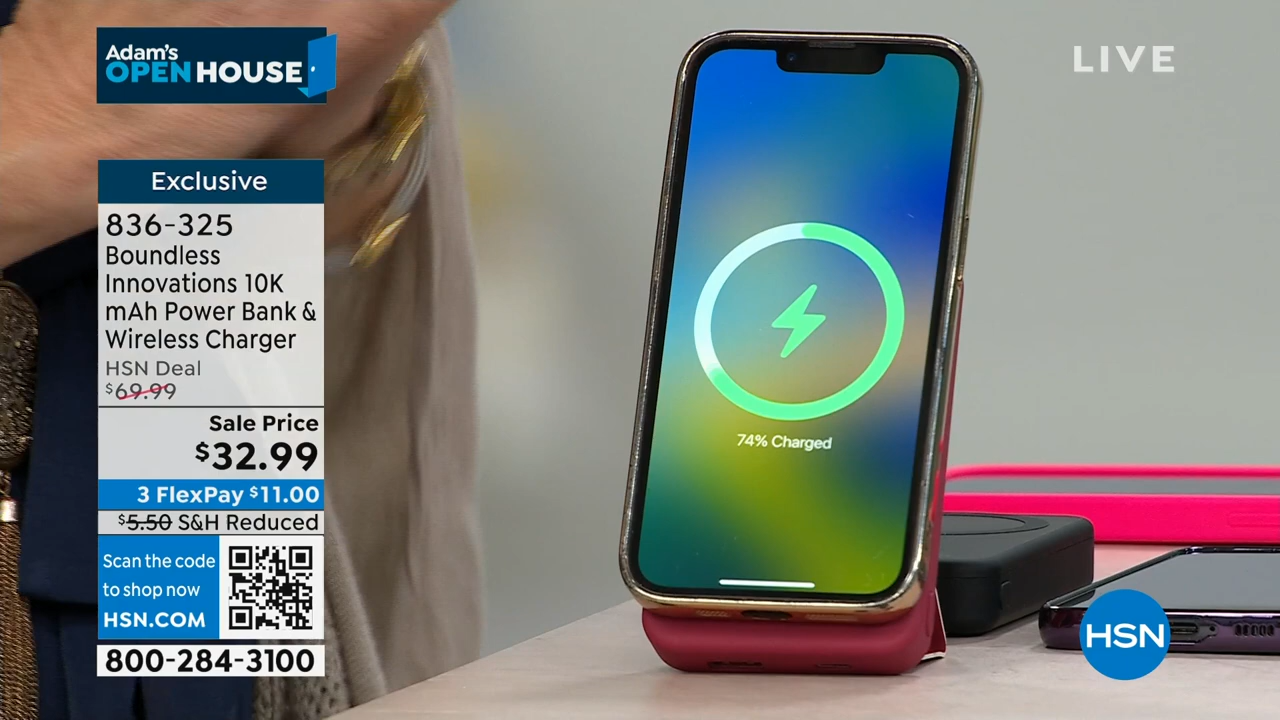 Adam's
OPEN HOUSE
LIVE
Exclusive
836-325
Boundless
Innovations 10K
mAh Power Bank &
Wireless Charger
HSN Deal
$69.99
Sale Price
$32.99
3 FlexPay $11.00
$5.50 S&H Reduced
Scan the code
to shop now
HSN.COM
800-284-3100
74% Charged
HSN